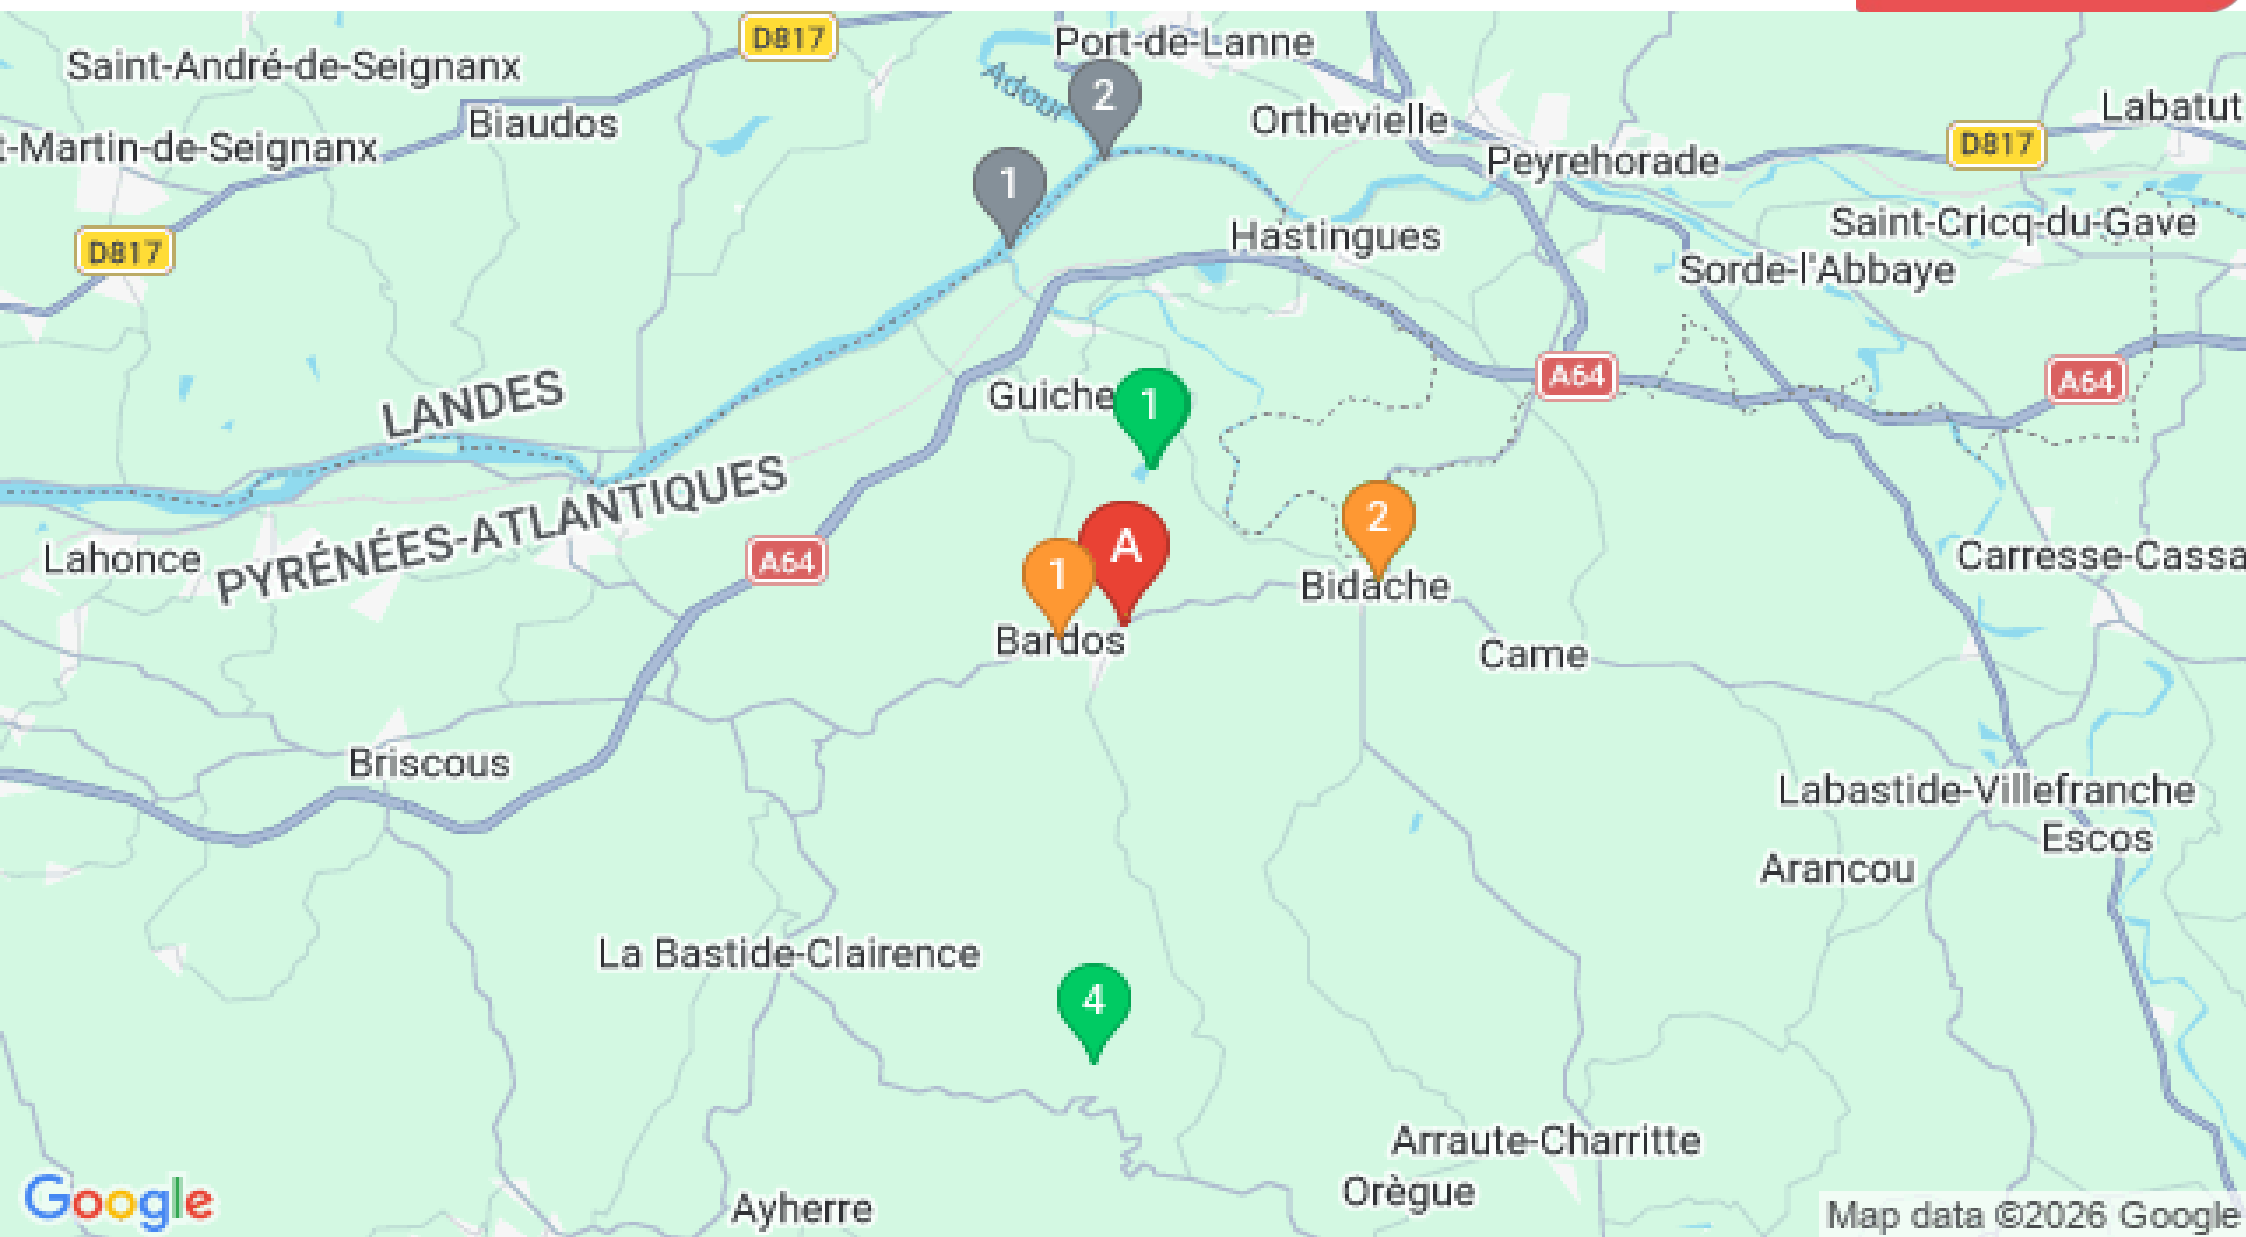 D817
Port-de-Lanne
Saint-André-de-Seignanx
Adour
2
Labatut
Biaudos
Orthevielle
D817
t-Martin-de-Seignanx
Peyrehorade
1
Saint-Cricq-du-Gave
D817
Hastingues
Sorde-l'Abbaye
A64
A64
LANDES
Guiche
1
PYRÉNÉES-ATLANTIQUES
2
A
Lahonce
A64
1
Carresse-Cassa
Bidache
Bardos
Came
Briscous
Labastide-Villefranche
Escos
Arancou
La Bastide-Clairence
4
Arraute-Charritte
Orègue
Google
Ayherre
Map data ©2026 Google